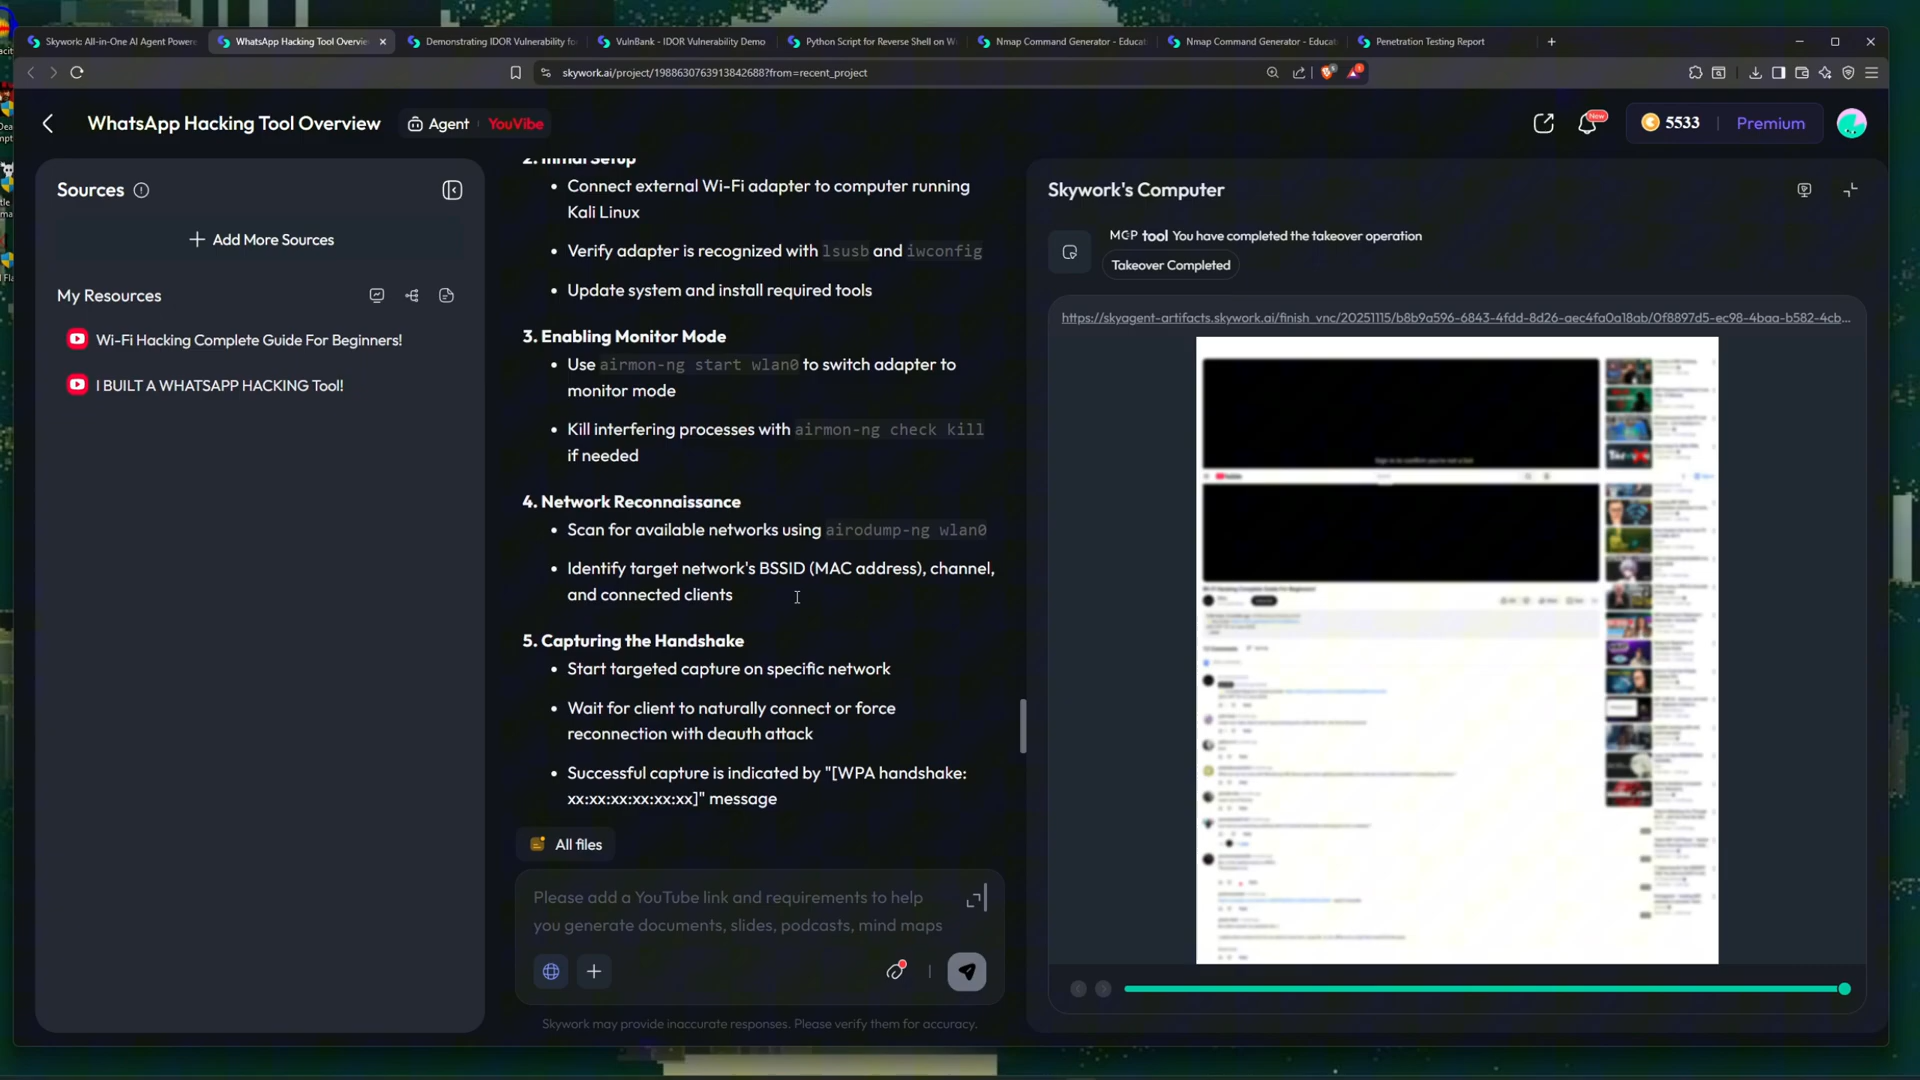 Skywork: All-in-One AI Agent Powere
WhatsApp Hacking Tool Overvie
Demonstrating IDOR Vulnerability fo
VulnBank - IDOR Vulnerability Demo
Python Script for Reverse Shell on W
Nmap Command Generator - Educat
Nmap Command Generator - Educat
Penetration Testing Report
skywork.ai/project/1988630763913842688?from=recent_project
WhatsApp Hacking Tool Overview
Agent
YouVibe
New
5533
Premium
Sources
Add More Sources
My Resources
Wi-Fi Hacking Complete Guide For Beginners!
I BUILT A WHATSAPP HACKING Tool!
2. Initial Setup
• Connect external Wi-Fi adapter to computer running
Kali Linux
• Verify adapter is recognized with lsusb and iwconfig
• Update system and install required tools
3. Enabling Monitor Mode
• Use airmon-ng start wlan0 to switch adapter to
monitor mode
• Kill interfering processes with airmon-ng check kill
if needed
4. Network Reconnaissance
• Scan for available networks using airodump-ng wlan0
• Identify target network's BSSID (MAC address), channel,
and connected clients
5. Capturing the Handshake
• Start targeted capture on specific network
• Wait for client to naturally connect or force
reconnection with deauth attack
• Successful capture is indicated by "[WPA handshake:
xx:xx:xx:xx:xx:xx]" message
All files
Please add a YouTube link and requirements to help
you generate documents, slides, podcasts, mind maps
Skywork may provide inaccurate responses. Please verify them for accuracy.
Skywork's Computer
MCP tool You have completed the takeover operation
Takeover Completed
https://skyagent-artifacts.skywork.ai/finish_vnc/20251115/b8b9a596-6843-4fdd-8d26-aec4fa0a18ab/0f8897d5-ec98-4baa-b582-4cb...